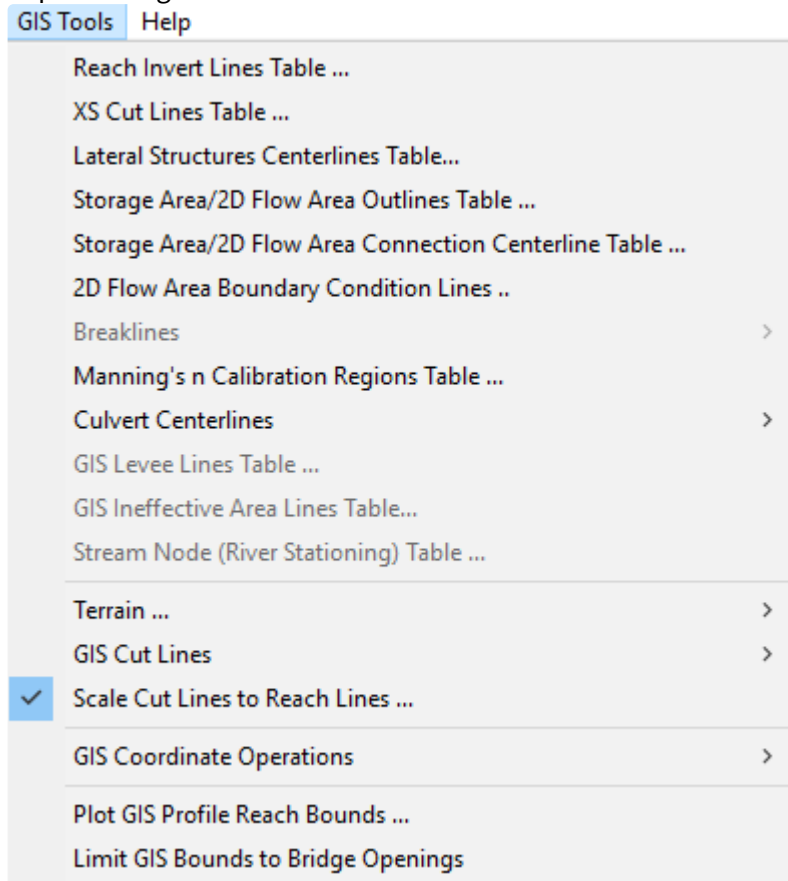 GIS Tools Help
Reach Invert Lines Table ...
XS Cut Lines Table ...
Lateral Structures Centerlines Table...
Storage Area/2D Flow Area Outlines Table ...
Storage Area/2D Flow Area Connection Centerline Table ...
2D Flow Area Boundary Condition Lines ..
Breaklines
Manning's n Calibration Regions Table ...
Culvert Centerlines
GIS Levee Lines Table ...
GIS Ineffective Area Lines Table...
Stream Node (River Stationing) Table ...
Terrain ...
GIS Cut Lines
Scale Cut Lines to Reach Lines ...
GIS Coordinate Operations
Plot GIS Profile Reach Bounds ...
Limit GIS Bounds to Bridge Openings